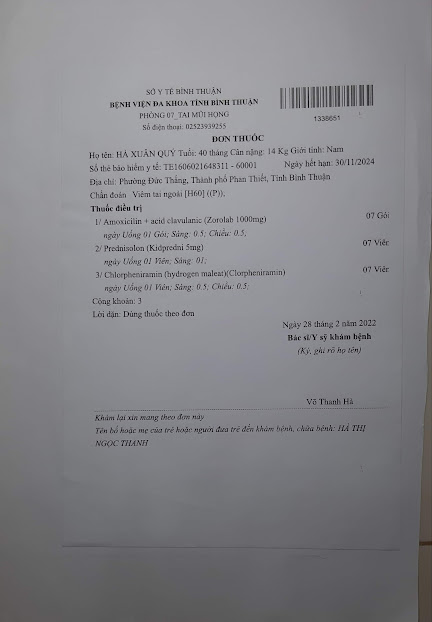 SỞ Y TẾ BÌNH THUẬN
BỆNH VIỆN ĐA KHOA TỈNH BÌNH THUẬN
PHÒNG 07_TAI MŨI HỌNG
Số điện thoại: 02523939255
1336651
ĐƠN THUỐC
Họ tên: HÀ XUÂN QUÝ Tuổi: 40 tháng Cân nặng: 14 Kg Giới tính: Nam
Số thẻ bảo hiểm y tế: TE1606021648311 - 60001 Ngày hết hạn: 30/11/2024
Địa chỉ: Phường Đức Thắng, Thành phố Phan Thiết, Tỉnh Bình Thuận
Chẩn đoán Viêm tai ngoài [H60] ((P));
Thuốc điều trị
1/ Amoxicilin + acid clavulanic (Zorolab 1000mg) 07 Gói
ngày Uống 01 Gói; Sáng: 0.5; Chiều: 0.5;
2/ Prednisolon (Kidpredni 5mg) 07 Viên
ngày Uống 01 Viên; Sáng: 01;
3/ Chlorpheniramin (hydrogen maleat)(Clorpheniramin) 07 Viên
ngày Uống 01 Viên; Sáng: 0.5; Chiều: 0.5;
Cộng khoản: 3
Lời dặn: Dùng thuốc theo đơn
Ngày 28 tháng 2 năm 2022
Bác sĩ/Y sỹ khám bệnh
(Ký, ghi rõ họ tên)
Võ Thanh Hà
Khám lại xin mang theo đơn này
Tên bố hoặc mẹ của trẻ hoặc người đưa trẻ đến khám bệnh, chữa bệnh: HÀ THỊ
NGỌC THANH